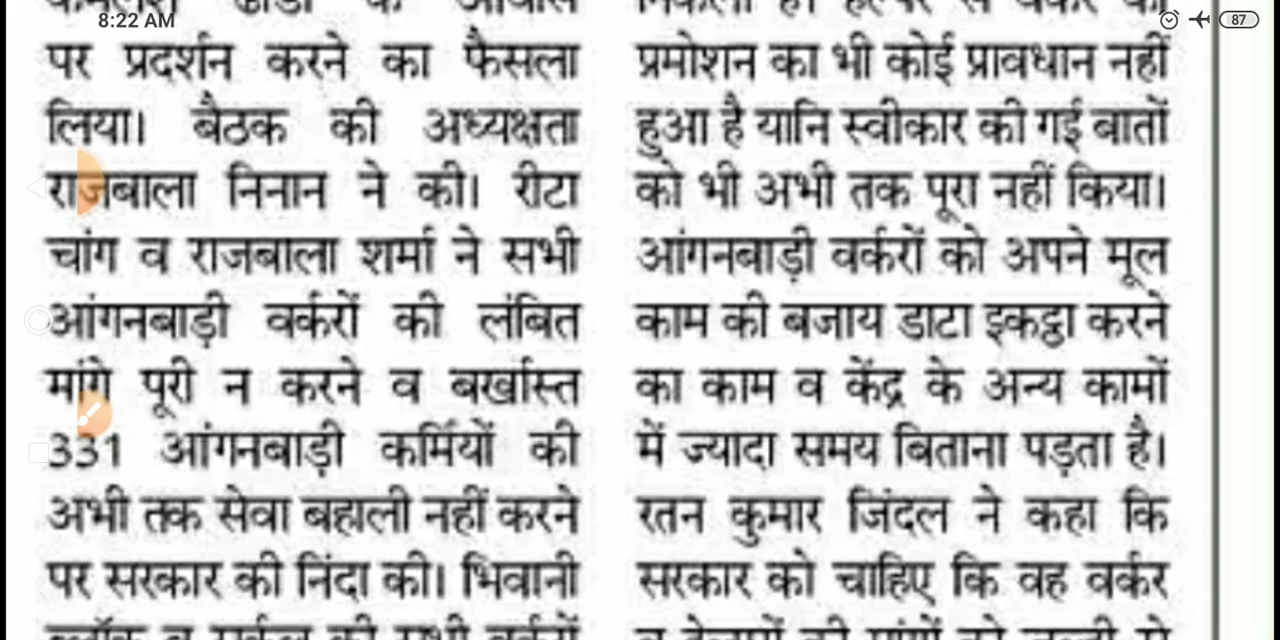 8:22 AM
87
पर प्रदर्शन करने का फैसला
लिया। बैठक की अध्यक्षता
राजबाला निनान ने की। रीटा
चांग व राजबाला शर्मा ने सभी
आंगनबाड़ी वर्करों की लंबित
मांगे पूरी न करने व बर्खास्त
331 आंगनबाड़ी कर्मियों की
अभी तक सेवा बहाली नहीं करने
पर सरकार की निंदा की। भिवानी
प्रमोशन का भी कोई प्रावधान नहीं
हुआ है यानि स्वीकार की गई बातों
को भी अभी तक पूरा नहीं किया।
आंगनबाड़ी वर्करों को अपने मूल
काम की बजाय डाटा इकट्ठा करने
का काम व केंद्र के अन्य कामों
में ज्यादा समय बिताना पड़ता है।
रतन कुमार जिंदल ने कहा कि
सरकार को चाहिए कि वह वर्कर